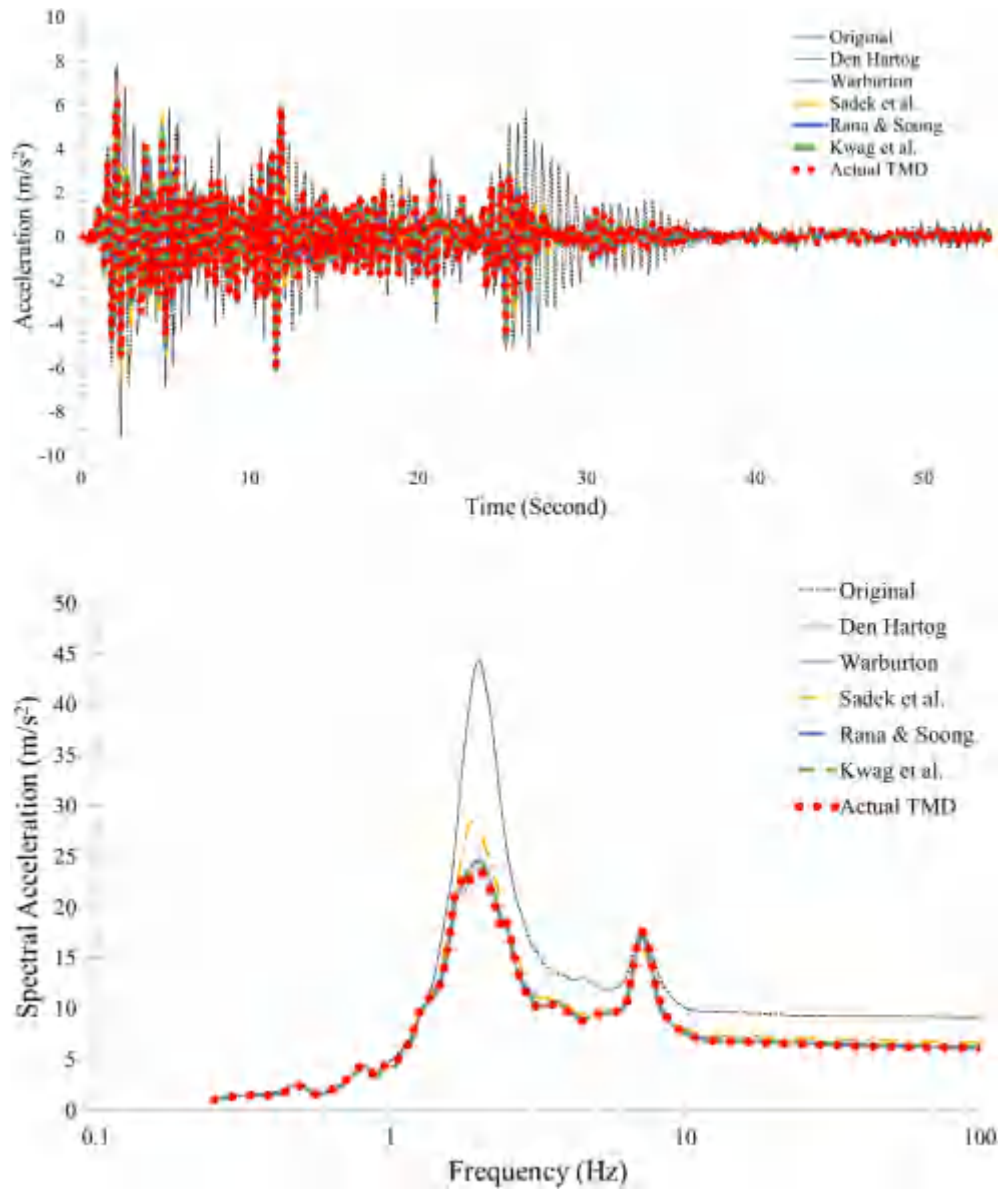 10
Original
Den Hartog
8
Warburton
Sadek et al.
6
Rana & Soong
Kwag et al.
4
Actual TMD
2
0
-2
-4
-6
-8
-10
Acceleration (m/s²)
0 10 20 30 40 50
Time (Second)
50
Original
Den Hartog
45
Warburton
40
Sadek et al.
35
Rana & Soong
Kwag et al.
30
Actual TMD
25
20
15
10
5
0
Spectral Acceleration (m/s²)
0.1 1 10 100
Frequency (Hz)